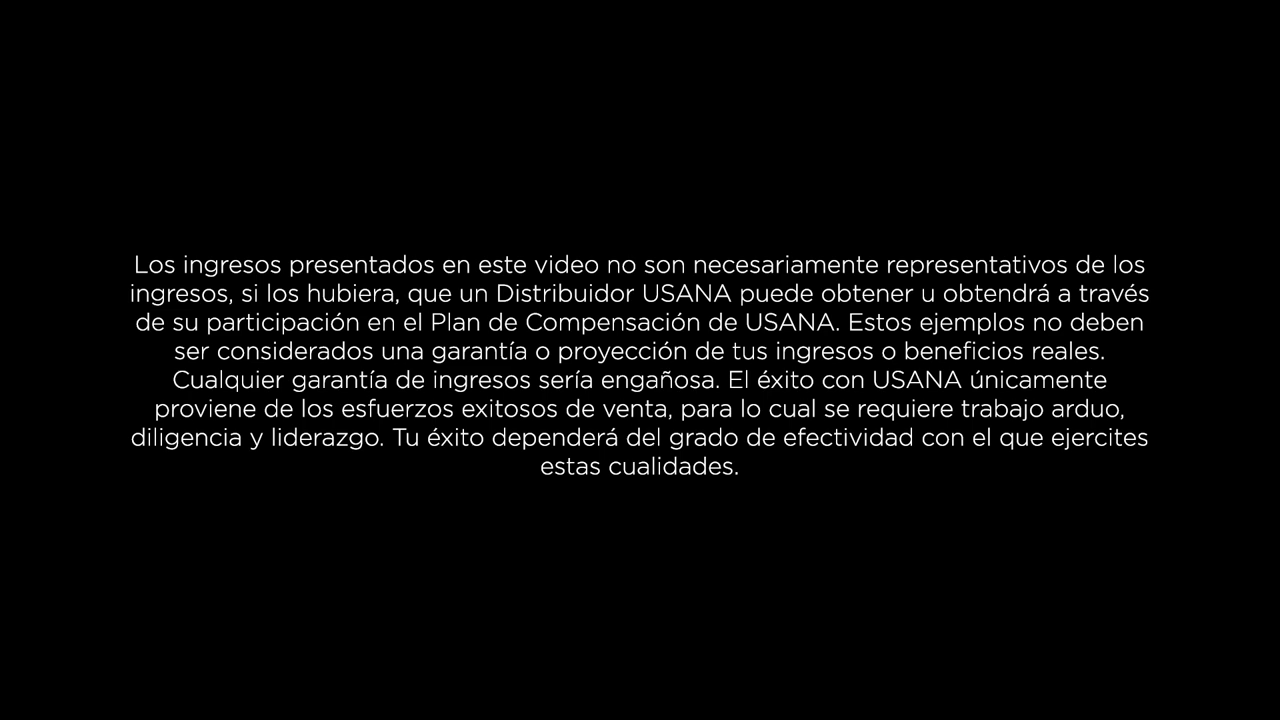 Los ingresos presentados en este video no son necesariamente representativos de los
ingresos, si los hubiera, que un Distribuidor USANA puede obtener u obtendrá a través
de su participación en el Plan de Compensación de USANA. Estos ejemplos no deben
ser considerados una garantía o proyección de tus ingresos o beneficios reales.
Cualquier garantía de ingresos sería engañosa. El éxito con USANA únicamente
proviene de los esfuerzos exitosos de venta, para lo cual se requiere trabajo arduo,
diligencia y liderazgo. Tu éxito dependerá del grado de efectividad con el que ejercites
estas cualidades.